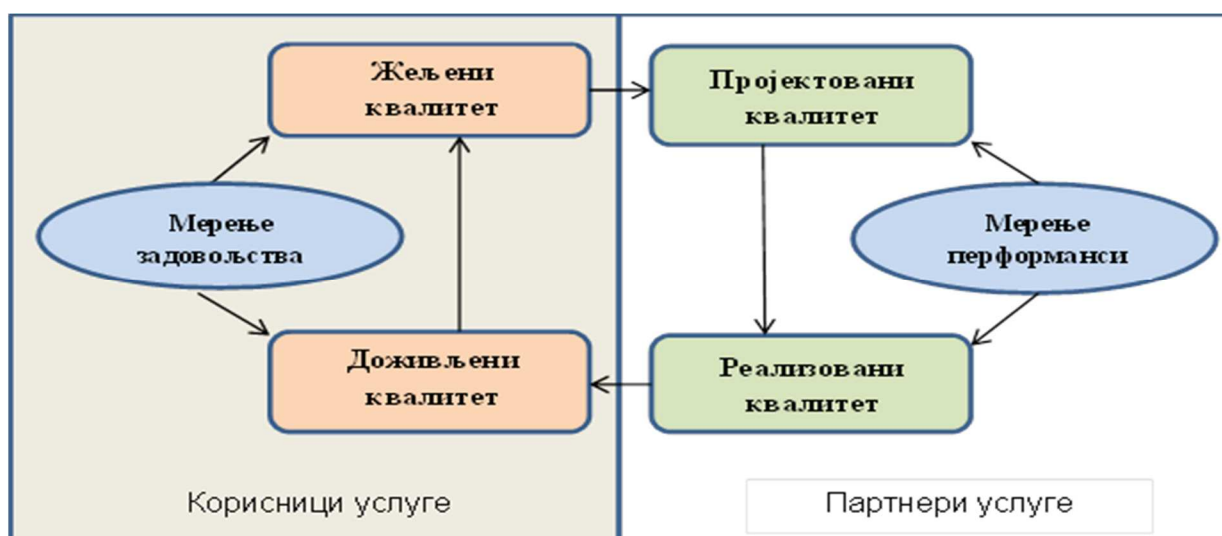 Жељени
квалитет
Пројектовани
квалитет
Мерење
задовољства
Мерење
перформанси
Доживљени
квалитет
Реализовани
квалитет
Корисници услуге
Партнери услуге